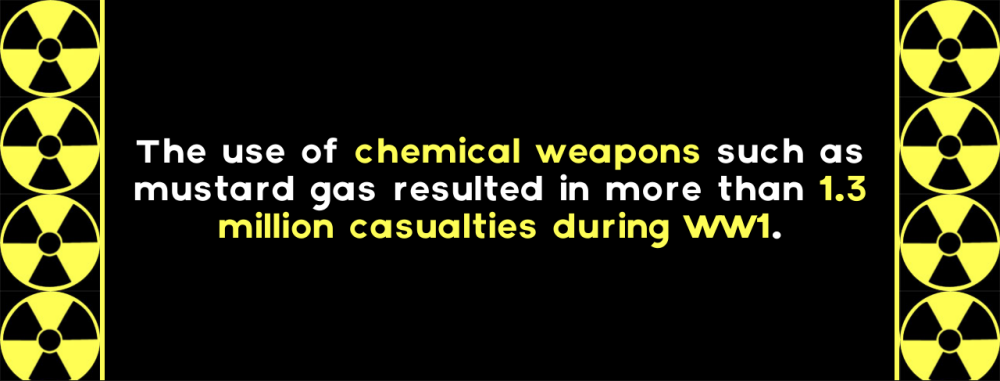 The use of chemical weapons such as
mustard gas resulted in more than 1.3
million casualties during WW1.